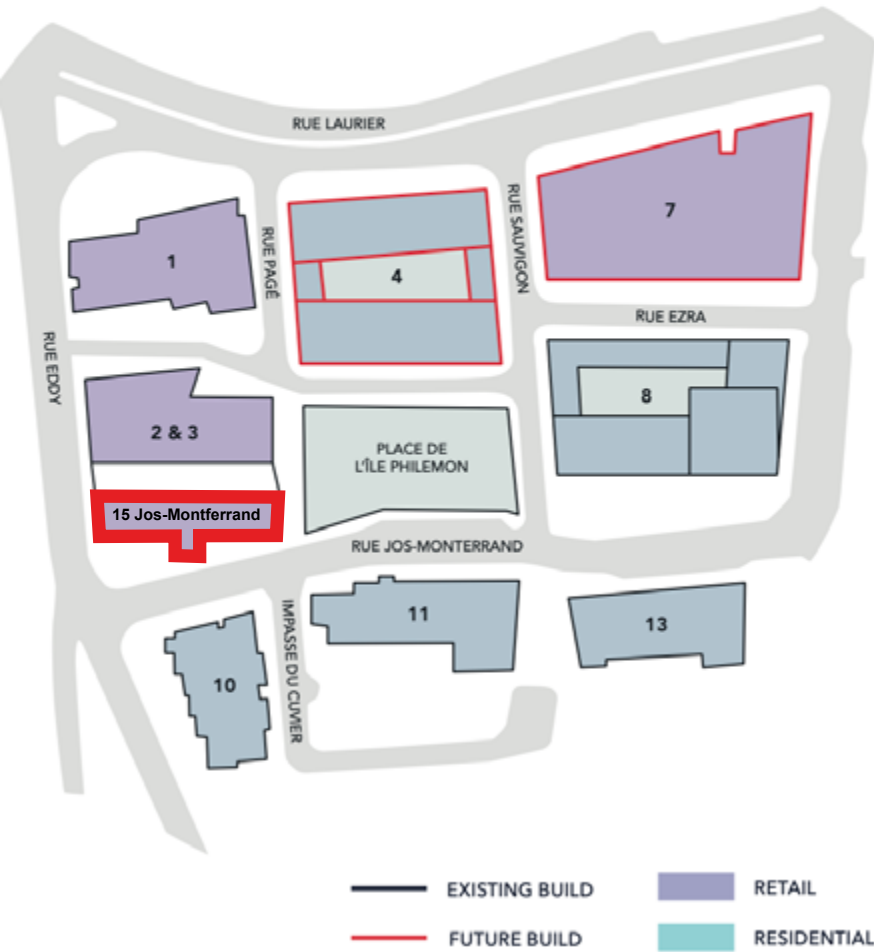 RUE LAURIER
RUE SAUVIGON
7
RUE PAGÉ
1
4
RUE EZRA
RUE EDDY
8
2 & 3
PLACE DE
L'ÎLE PHILEMON
15 Jos-Montferrand
RUE JOS-MONTERRAND
IMPASSE DU CUVIER
11
13
10
EXISTING BUILD
RETAIL
FUTURE BUILD
RESIDENTIAL